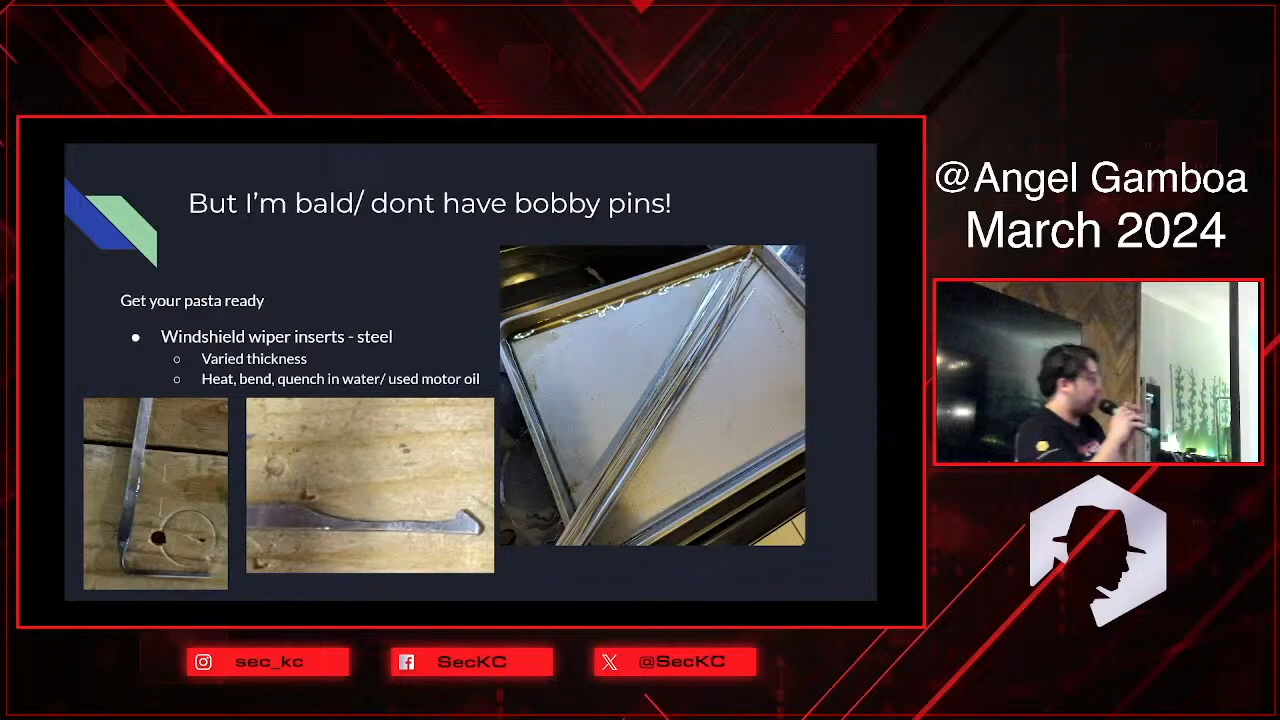 But I'm bald/ dont have bobby pins!
Get your pasta ready
Windshield wiper inserts - steel
Varied thickness
Heat, bend, quench in water/ used motor oil
@Angel Gamboa
March 2024
sec_kc
SecKC
@SecKC